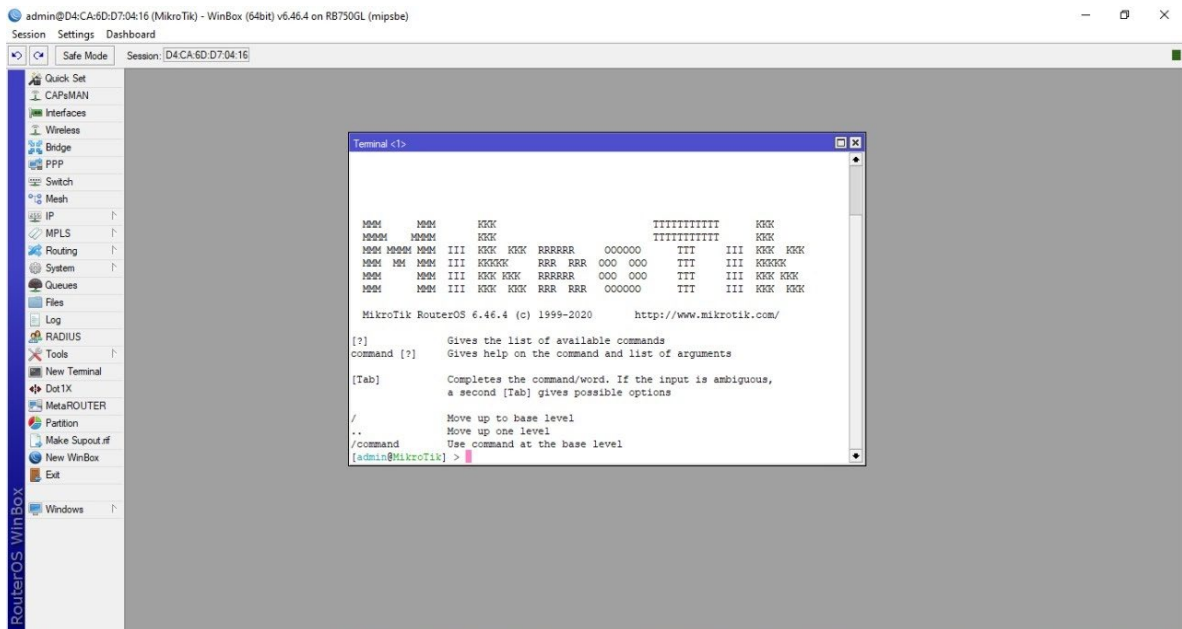 admin@D4:CA:6D:D7:04:16 (MikroTik) - WinBox (64bit) v6.46.4 on RB750GL (mipsbe)
Session Settings Dashboard
Safe Mode Session: D4:CA:6D:D7:04:16
Quick Set
CAPsMAN
Interfaces
Wireless
Bridge
PPP
Switch
Mesh
IP
MPLS
Routing
System
Queues
Files
Log
RADIUS
Tools
New Terminal
Dot1X
MetaROUTER
Partition
Make Supout.rif
New WinBox
Exit
Windows
RouterOS WinBox
Terminal <1>
MMM      MMM       KKK                          TTTTTTTTTTT      KKK
MMMM    MMMM       KKK                          TTTTTTTTTTT      KKK
MMM MMMM MMM  III  KKK  KKK  RRRRRR     OOOOOO      TTT     III  KKK  KKK
MMM  MM  MMM  III  KKKKK     RRR  RRR  OOO  OOO     TTT     III  KKKKK
MMM      MMM  III  KKK KKK   RRRRRR    OOO  OOO     TTT     III  KKK KKK
MMM      MMM  III  KKK  KKK  RRR  RRR   OOOOOO      TTT     III  KKK  KKK
MikroTik RouterOS 6.46.4 (c) 1999-2020       http://www.mikrotik.com/
[?]             Gives the list of available commands
command [?]     Gives help on the command and list of arguments
[Tab]           Completes the command/word. If the input is ambiguous,
a second [Tab] gives possible options
/               Move up to base level
..              Move up one level
/command        Use command at the base level
[admin@MikroTik] >